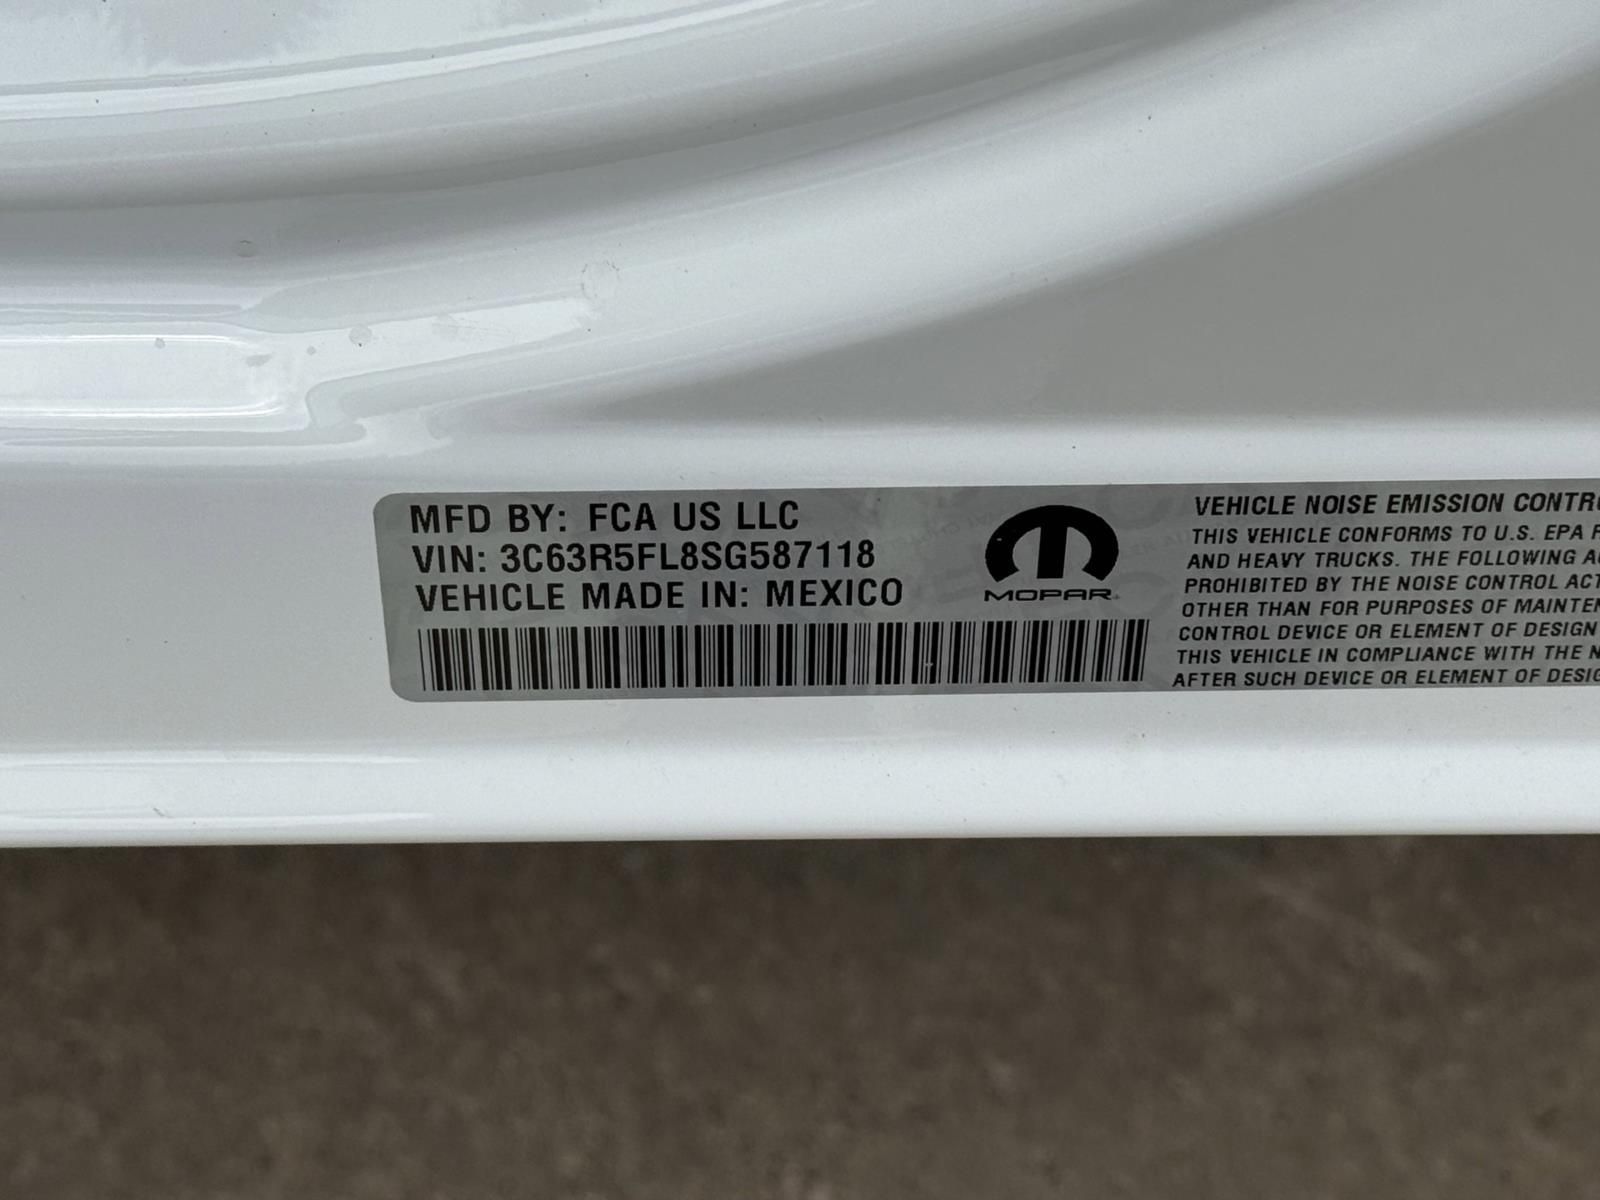 MFD BY: FCA US LLC
VIN: 3C63R5FL8SG587118
VEHICLE MADE IN: MEXICO
MOPAR
VEHICLE NOISE EMISSION CONTRO
THIS VEHICLE CONFORMS TO U.S. EPA R
AND HEAVY TRUCKS. THE FOLLOWING A
PROHIBITED BY THE NOISE CONTROL ACT
OTHER THAN FOR PURPOSES OF MAINTEN
CONTROL DEVICE OR ELEMENT OF DESIGN
THIS VEHICLE IN COMPLIANCE WITH THE N
AFTER SUCH DEVICE OR ELEMENT OF DESIG